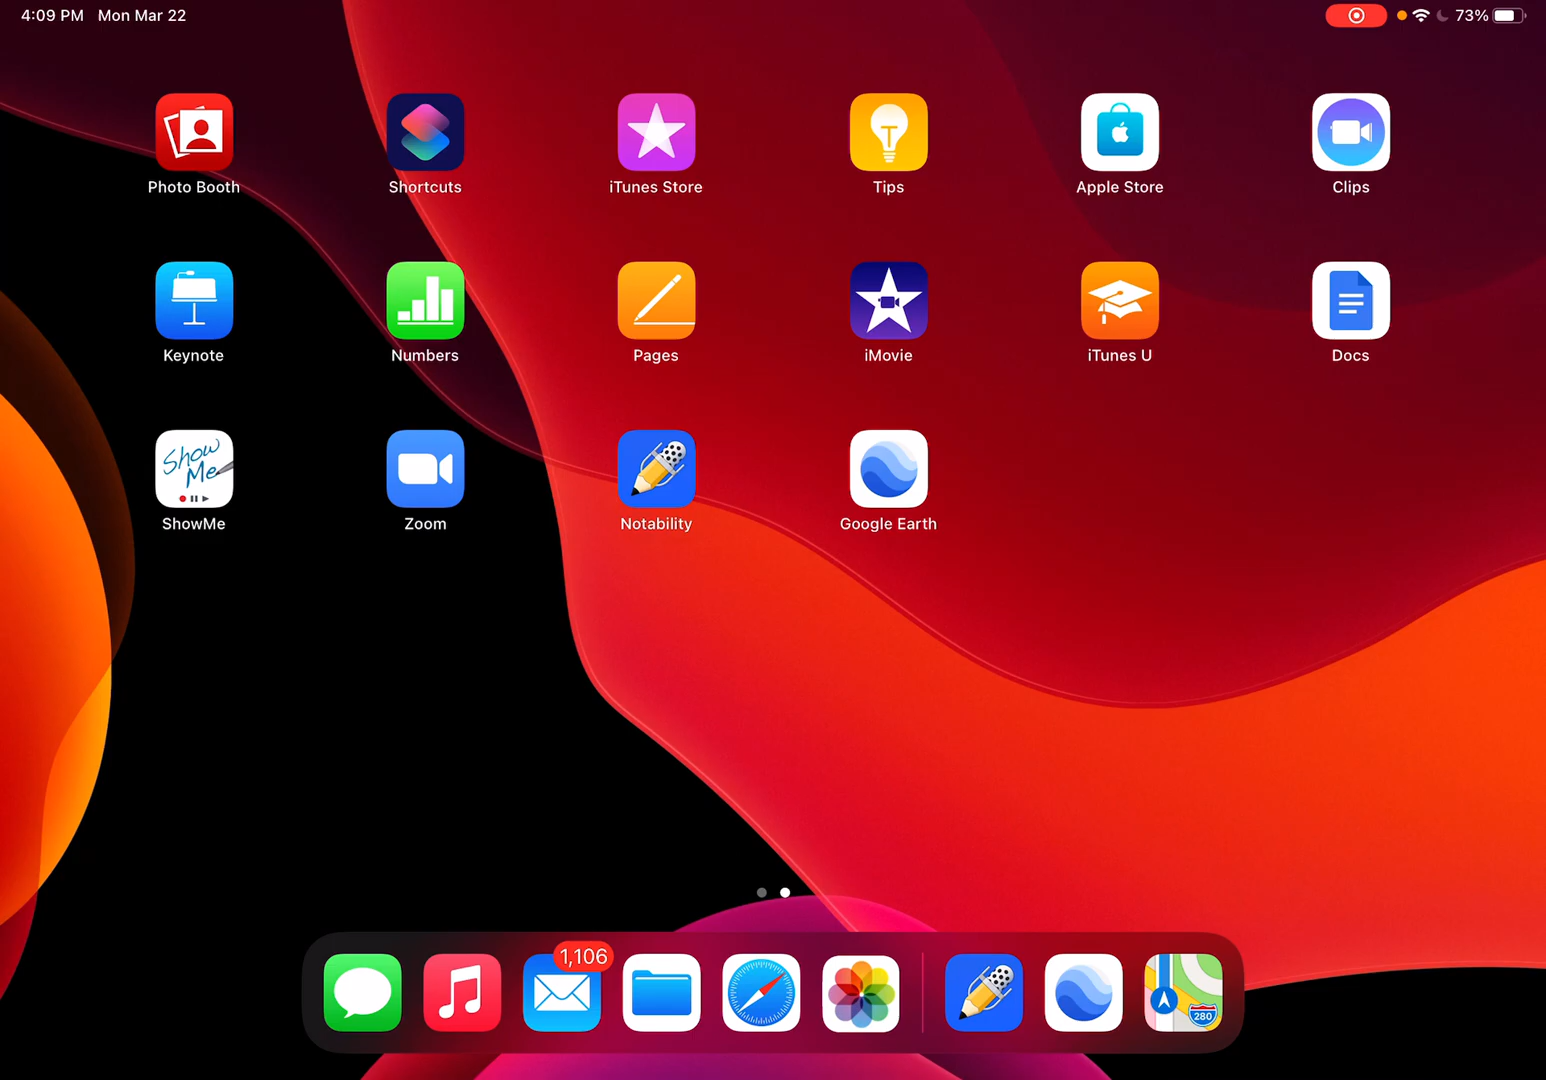 4:09 PM Mon Mar 22
73%
Photo Booth
Shortcuts
iTunes Store
Tips
Apple Store
Clips
Keynote
Numbers
Pages
iMovie
iTunes U
Docs
Show
Me
ShowMe
Zoom
Notability
Google Earth
1,106
280